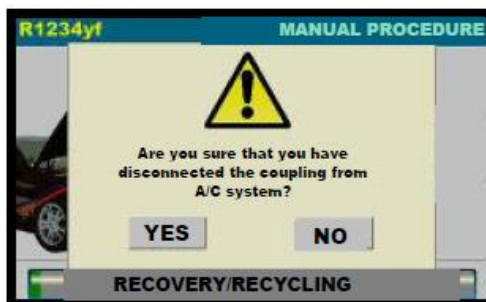 R1234yf MANUAL PROCEDURE
Are you sure that you have
disconnected the coupling from
A/C system?
YES NO
RECOVERY/RECYCLING